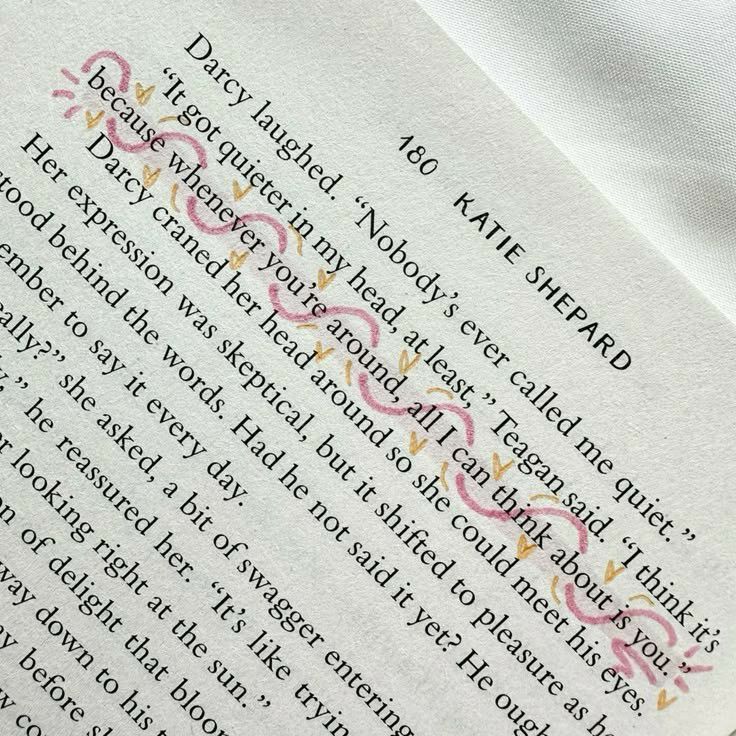 180 KATIE SHEPARD
Darcy laughed. “Nobody’s ever called me quiet.”
“It got quieter in my head, at least,” Teagan said. “I think it’s
because whenever you’re around, all I can think about is you.”
Darcy craned her head around so she could meet his eyes.
Her expression was skeptical, but it shifted to pleasure as he
stood behind the words. Had he not said it yet? He ough
ember to say it every day.
eally?” she asked, a bit of swagger entering
” he reassured her. “It’s like tryin
r looking right at the sun.”
n of delight that bloo
way down to his t
y before sh
w co